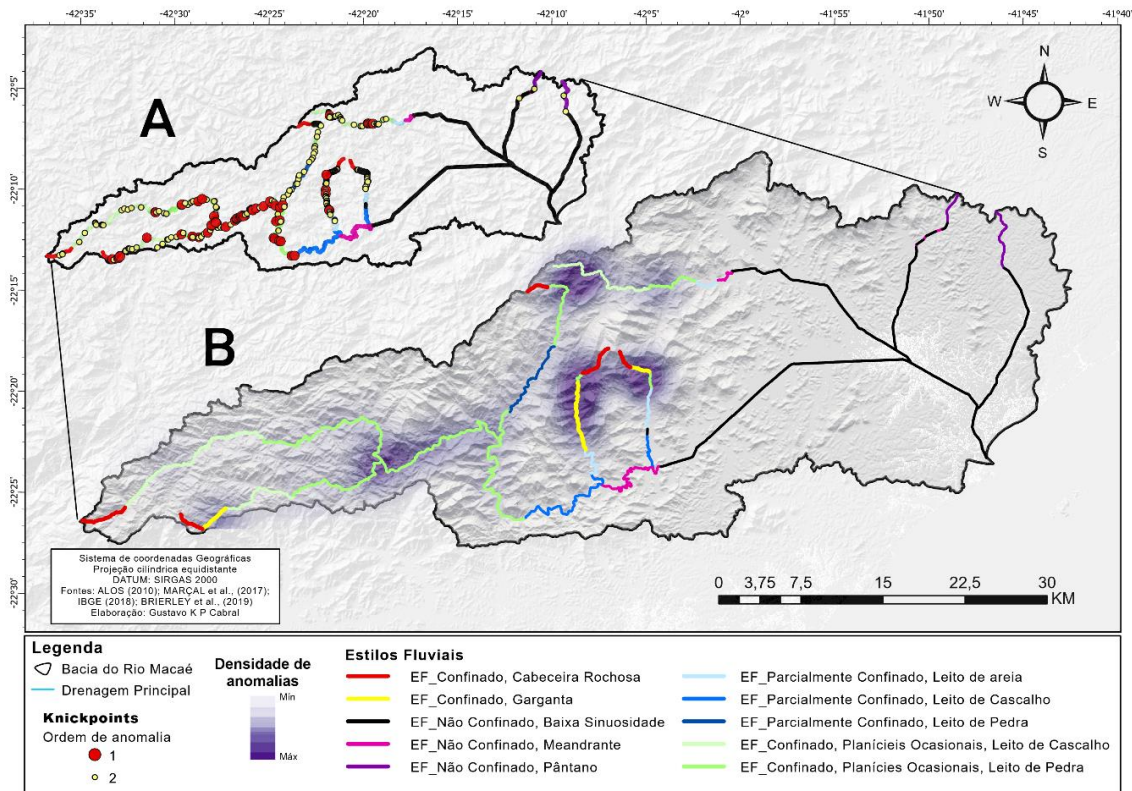 -42°35' -42°30' -42°25' -42°20' -42°15' -42°10' -42°5' -41°50' -41°45' -41°40'
-22°5'
-22°10'
-22°15'
-22°20'
-22°25'
-22°30'
A
B
N
W E
S
Sistema de coordenadas Geográficas
Projeção cilíndrica equidistante
DATUM: SIRGAS 2000
Fontes: ALOS (2010); MARÇAL et al., (2017);
IBGE (2018); BRIERLEY et al., (2019)
Elaboração: Gustavo K P Cabral
0 3,75 7,5 15 22,5 30
KM
Legenda
Bacia do Rio Macaé
Drenagem Principal
Knickpoints
Ordem de anomalia
1
2
Densidade de
anomalias
Min
Máx
Estilos Fluviais
EF_Confinado, Cabeceira Rochosa
EF_Confinado, Garganta
EF_Não Confinado, Baixa Sinuosidade
EF_Não Confinado, Meandrante
EF_Não Confinado, Pântano
EF_Parcialmente Confinado, Leito de areia
EF_Parcialmente Confinado, Leito de Cascalho
EF_Parcialmente Confinado, Leito de Pedra
EF_Confinado, Planícieis Ocasionais, Leito de Cascalho
EF_Confinado, Planícies Ocasionais, Leito de Pedra